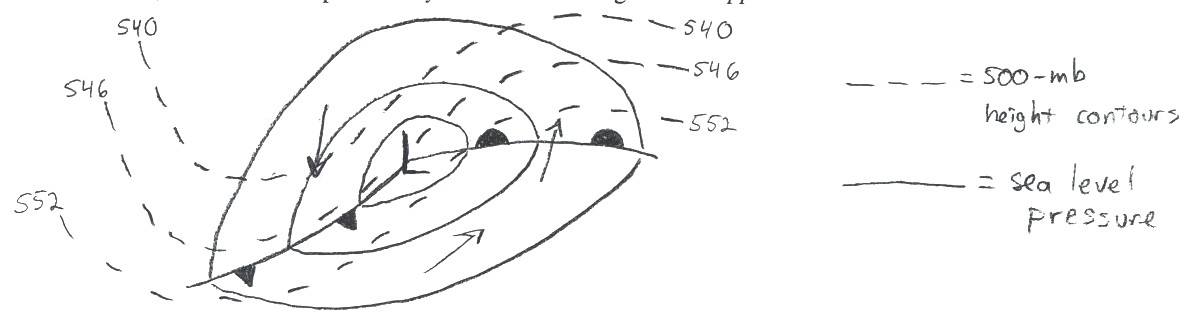 540
540
546
546
552
552
L
= 500-mb
height contours
= sea level
pressure